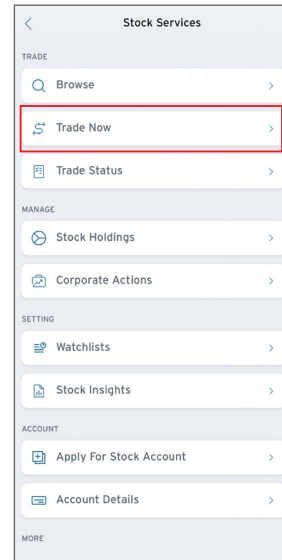 Stock Services
TRADE
Browse
Trade Now
Trade Status
MANAGE
Stock Holdings
Corporate Actions
SETTING
Watchlists
Stock Insights
ACCOUNT
Apply For Stock Account
Account Details
MORE